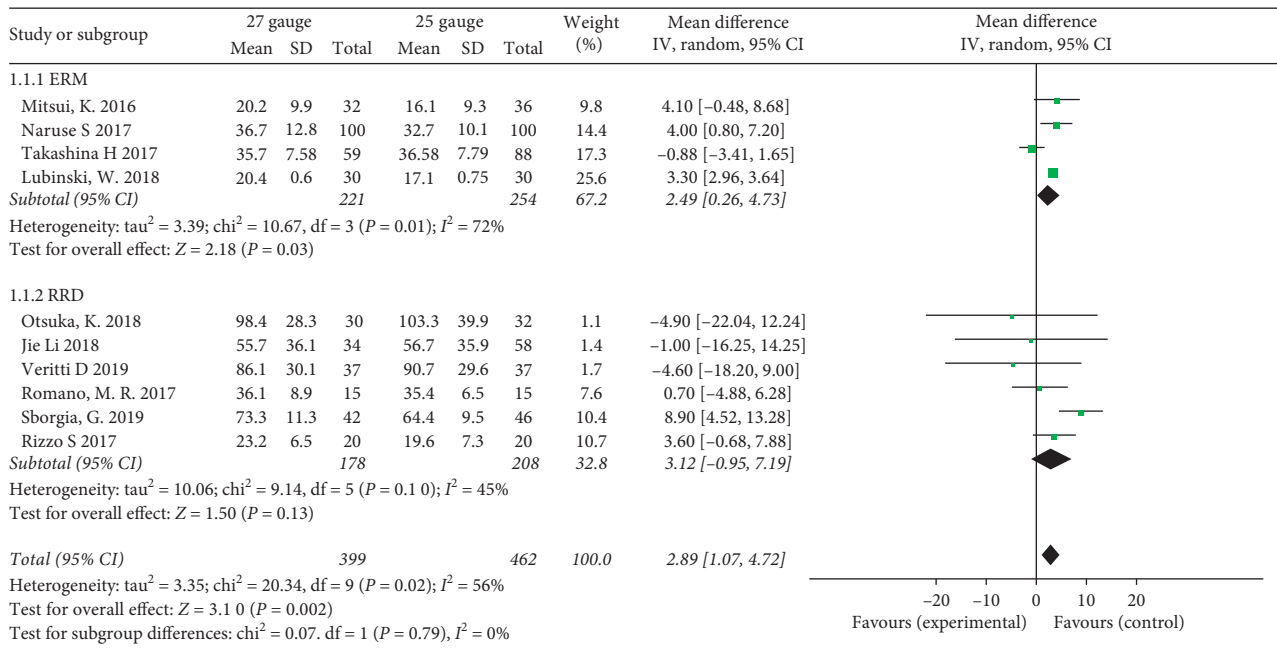 Study or subgroup 27 gauge 25 gauge Weight (%) Mean difference IV, random, 95% CI Mean difference IV, random, 95% CI
Mean SD Total Mean SD Total
1.1.1 ERM
Mitsui, K. 2016 20.2 9.9 32 16.1 9.3 36 9.8 4.10 [–0.48, 8.68]
Naruse S 2017 36.7 12.8 100 32.7 10.1 100 14.4 4.00 [0.80, 7.20]
Takashina H 2017 35.7 7.58 59 36.58 7.79 88 17.3 –0.88 [–3.41, 1.65]
Lubinski, W. 2018 20.4 0.6 30 17.1 0.75 30 25.6 3.30 [2.96, 3.64]
Subtotal (95% CI) 221 254 67.2 2.49 [0.26, 4.73]
Heterogeneity: tau² = 3.39; chi² = 10.67, df = 3 (P = 0.01); I² = 72%
Test for overall effect: Z = 2.18 (P = 0.03)
1.1.2 RRD
Otsuka, K. 2018 98.4 28.3 30 103.3 39.9 32 1.1 –4.90 [–22.04, 12.24]
Jie Li 2018 55.7 36.1 34 56.7 35.9 58 1.4 –1.00 [–16.25, 14.25]
Veritti D 2019 86.1 30.1 37 90.7 29.6 37 1.7 –4.60 [–18.20, 9.00]
Romano, M. R. 2017 36.1 8.9 15 35.4 6.5 15 7.6 0.70 [–4.88, 6.28]
Sborgia, G. 2019 73.3 11.3 42 64.4 9.5 46 10.4 8.90 [4.52, 13.28]
Rizzo S 2017 23.2 6.5 20 19.6 7.3 20 10.7 3.60 [–0.68, 7.88]
Subtotal (95% CI) 178 208 32.8 3.12 [–0.95, 7.19]
Heterogeneity: tau² = 10.06; chi² = 9.14, df = 5 (P = 0.1 0); I² = 45%
Test for overall effect: Z = 1.50 (P = 0.13)
Total (95% CI) 399 462 100.0 2.89 [1.07, 4.72]
Heterogeneity: tau² = 3.35; chi² = 20.34, df = 9 (P = 0.02); I² = 56%
Test for overall effect: Z = 3.1 0 (P = 0.002)
Test for subgroup differences: chi² = 0.07. df = 1 (P = 0.79), I² = 0%
–20 –10 0 10 20
Favours (experimental) Favours (control)